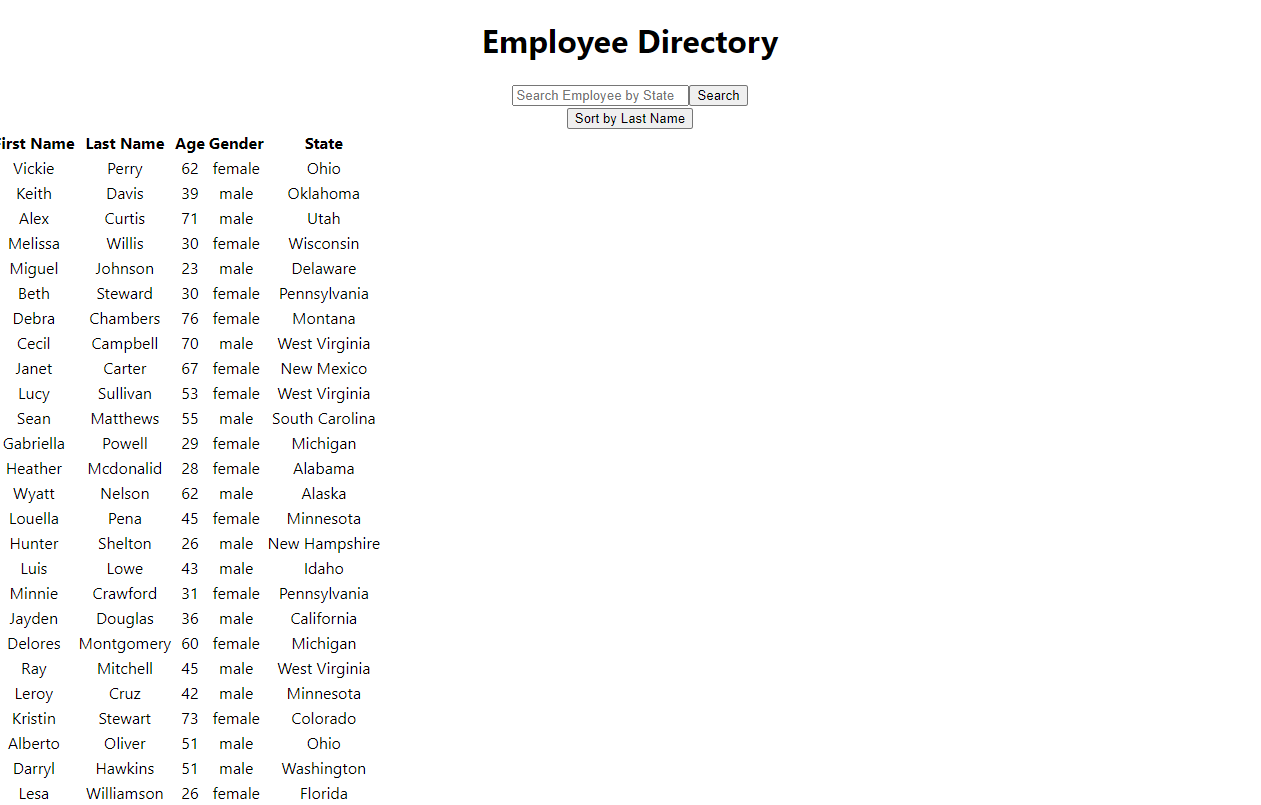 Employee Directory
Search Employee by State Search
Sort by Last Name
First Name Last Name Age Gender State
Vickie Perry 62 female Ohio
Keith Davis 39 male Oklahoma
Alex Curtis 71 male Utah
Melissa Willis 30 female Wisconsin
Miguel Johnson 23 male Delaware
Beth Steward 30 female Pennsylvania
Debra Chambers 76 female Montana
Cecil Campbell 70 male West Virginia
Janet Carter 67 female New Mexico
Lucy Sullivan 53 female West Virginia
Sean Matthews 55 male South Carolina
Gabriella Powell 29 female Michigan
Heather Mcdonalid 28 female Alabama
Wyatt Nelson 62 male Alaska
Louella Pena 45 female Minnesota
Hunter Shelton 26 male New Hampshire
Luis Lowe 43 male Idaho
Minnie Crawford 31 female Pennsylvania
Jayden Douglas 36 male California
Delores Montgomery 60 female Michigan
Ray Mitchell 45 male West Virginia
Leroy Cruz 42 male Minnesota
Kristin Stewart 73 female Colorado
Alberto Oliver 51 male Ohio
Darryl Hawkins 51 male Washington
Lesa Williamson 26 female Florida